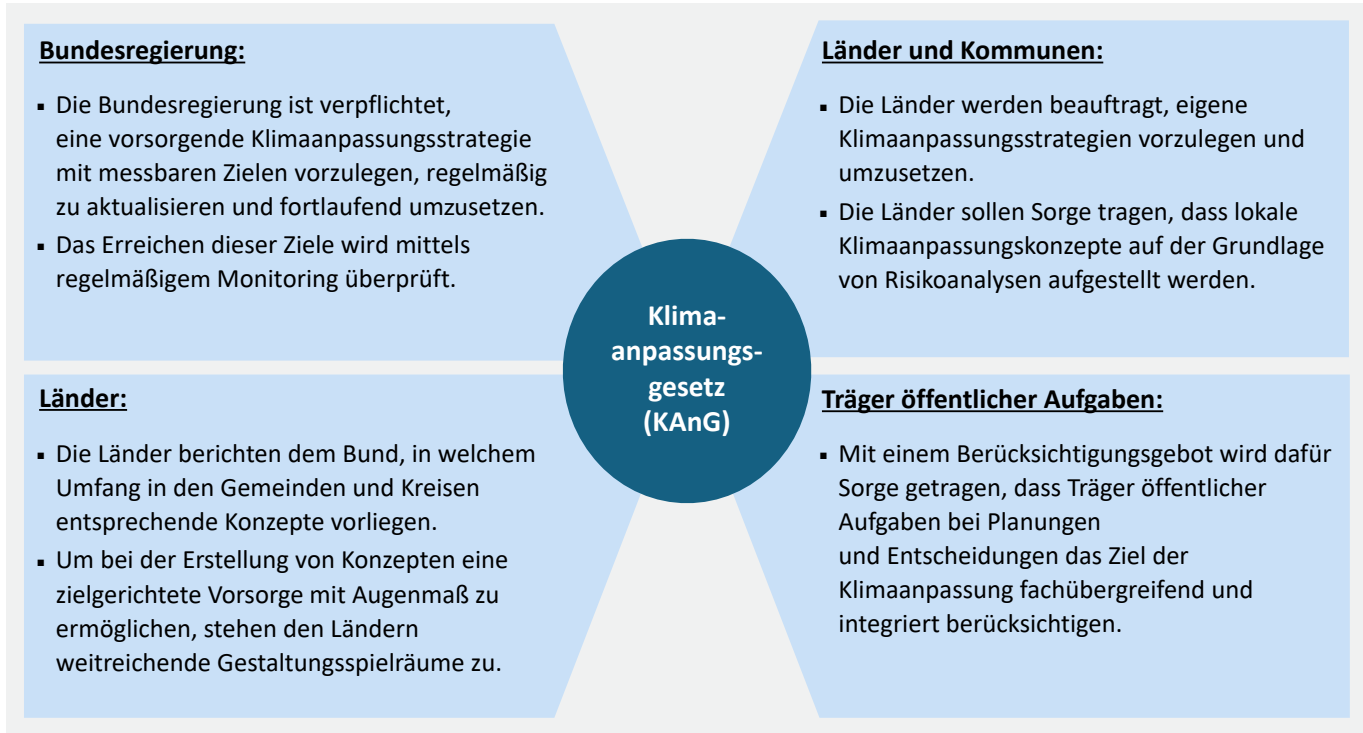 Bundesregierung:
▪ Die Bundesregierung ist verpflichtet,
eine vorsorgende Klimaanpassungsstrategie
mit messbaren Zielen vorzulegen, regelmäßig
zu aktualisieren und fortlaufend umzusetzen.
▪ Das Erreichen dieser Ziele wird mittels
regelmäßigem Monitoring überprüft.
Länder und Kommunen:
▪ Die Länder werden beauftragt, eigene
Klimaanpassungsstrategien vorzulegen und
umzusetzen.
▪ Die Länder sollen Sorge tragen, dass lokale
Klimaanpassungskonzepte auf der Grundlage
von Risikoanalysen aufgestellt werden.
Klima-
anpassungs-
gesetz
(KAnG)
Länder:
▪ Die Länder berichten dem Bund, in welchem
Umfang in den Gemeinden und Kreisen
entsprechende Konzepte vorliegen.
▪ Um bei der Erstellung von Konzepten eine
zielgerichtete Vorsorge mit Augenmaß zu
ermöglichen, stehen den Ländern
weitreichende Gestaltungsspielräume zu.
Träger öffentlicher Aufgaben:
▪ Mit einem Berücksichtigungsgebot wird dafür
Sorge getragen, dass Träger öffentlicher
Aufgaben bei Planungen
und Entscheidungen das Ziel der
Klimaanpassung fachübergreifend und
integriert berücksichtigen.